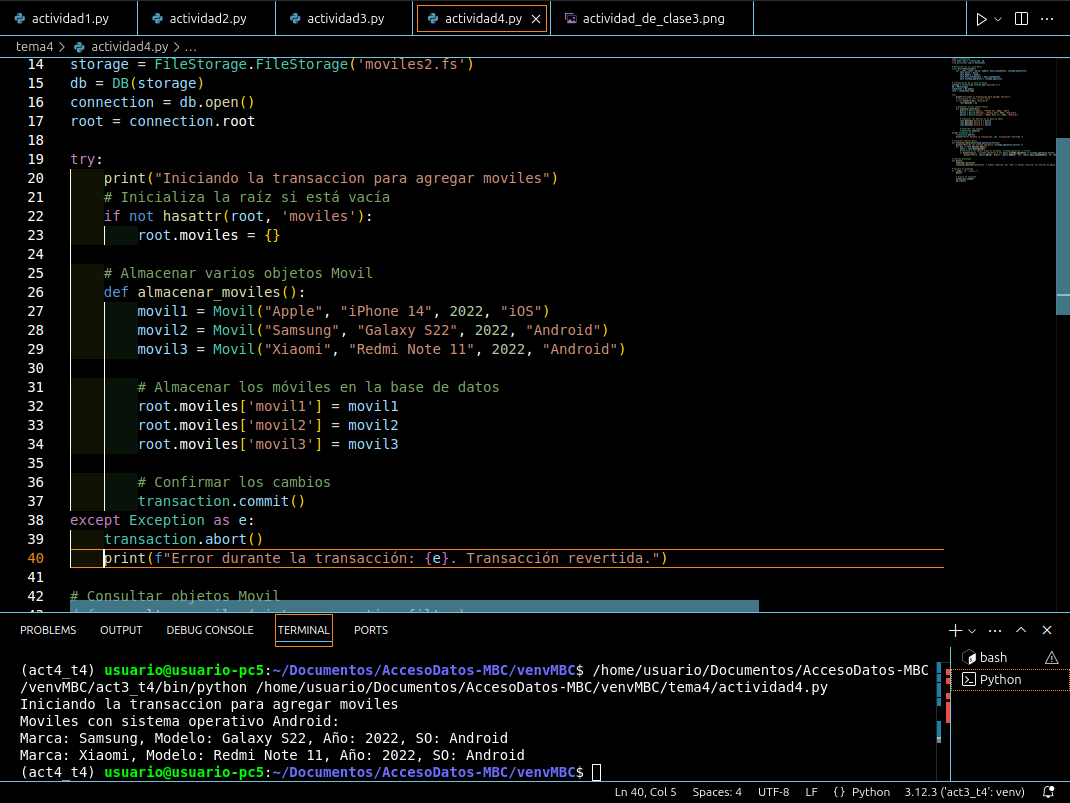 actividad1.py actividad2.py actividad3.py actividad4.py actividad_de_clase3.png
tema4 > actividad4.py > ...
14 storage = FileStorage.FileStorage('moviles2.fs')
15 db = DB(storage)
16 connection = db.open()
17 root = connection.root
18
19 try:
20     print("Iniciando la transaccion para agregar moviles")
21     # Inicializa la raíz si está vacía
22     if not hasattr(root, 'moviles'):
23         root.moviles = {}
24
25     # Almacenar varios objetos Movil
26     def almacenar_moviles():
27         movil1 = Movil("Apple", "iPhone 14", 2022, "iOS")
28         movil2 = Movil("Samsung", "Galaxy S22", 2022, "Android")
29         movil3 = Movil("Xiaomi", "Redmi Note 11", 2022, "Android")
30
31         # Almacenar los móviles en la base de datos
32         root.moviles['movil1'] = movil1
33         root.moviles['movil2'] = movil2
34         root.moviles['movil3'] = movil3
35
36         # Confirmar los cambios
37         transaction.commit()
38 except Exception as e:
39     transaction.abort()
40     print(f"Error durante la transacción: {e}. Transacción revertida.")
41
42 # Consultar objetos Movil
PROBLEMS OUTPUT DEBUG CONSOLE TERMINAL PORTS
(act4_t4) usuario@usuario-pc5:~/Documentos/AccesoDatos-MBC/venvMBC$ /home/usuario/Documentos/AccesoDatos-MBC
/venvMBC/act3_t4/bin/python /home/usuario/Documentos/AccesoDatos-MBC/venvMBC/tema4/actividad4.py
Iniciando la transaccion para agregar moviles
Moviles con sistema operativo Android:
Marca: Samsung, Modelo: Galaxy S22, Año: 2022, SO: Android
Marca: Xiaomi, Modelo: Redmi Note 11, Año: 2022, SO: Android
(act4_t4) usuario@usuario-pc5:~/Documentos/AccesoDatos-MBC/venvMBC$
bash
Python
Ln 40, Col 5 Spaces: 4 UTF-8 LF {} Python 3.12.3 ('act3_t4': venv)